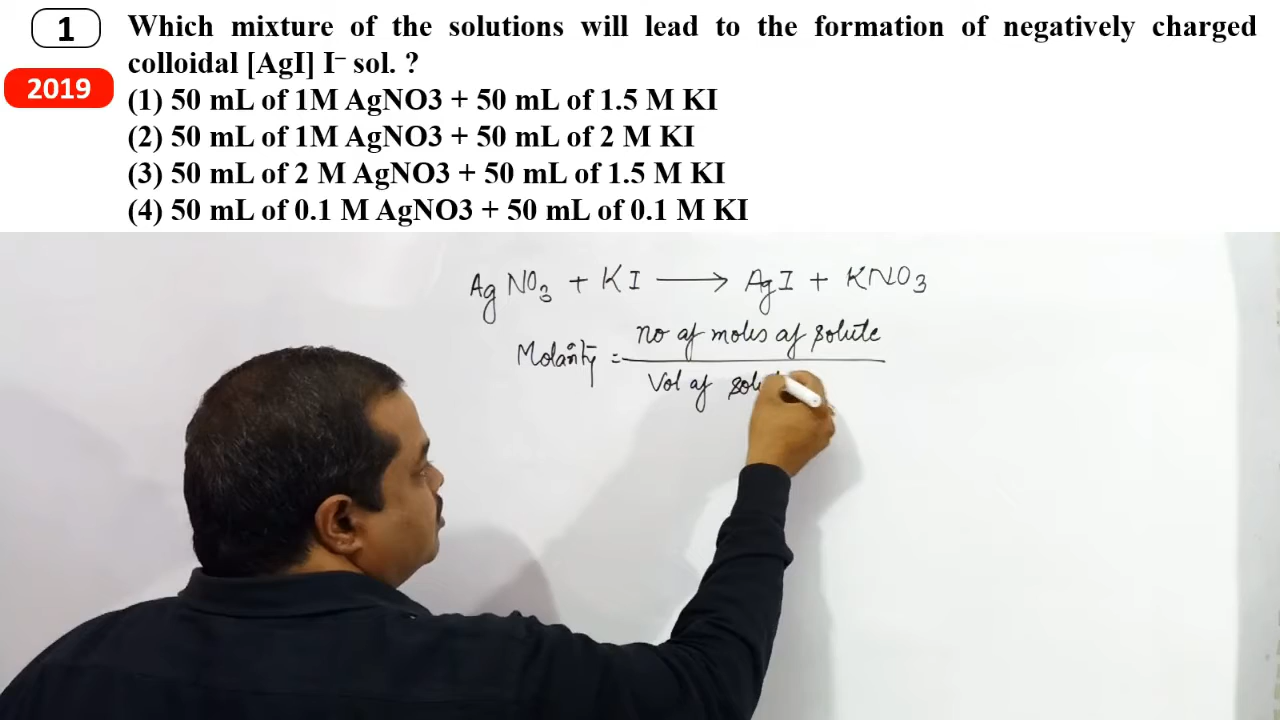 1
Which mixture of the solutions will lead to the formation of negatively charged
2019
colloidal [AgI] I⁻ sol. ?
(1) 50 mL of 1M AgNO3 + 50 mL of 1.5 M KI
(2) 50 mL of 1M AgNO3 + 50 mL of 2 M KI
(3) 50 mL of 2 M AgNO3 + 50 mL of 1.5 M KI
(4) 50 mL of 0.1 M AgNO3 + 50 mL of 0.1 M KI
AgNO₃ + KI ⟶ AgI + KNO₃
no of moles of solute
Molarity =
Vol of